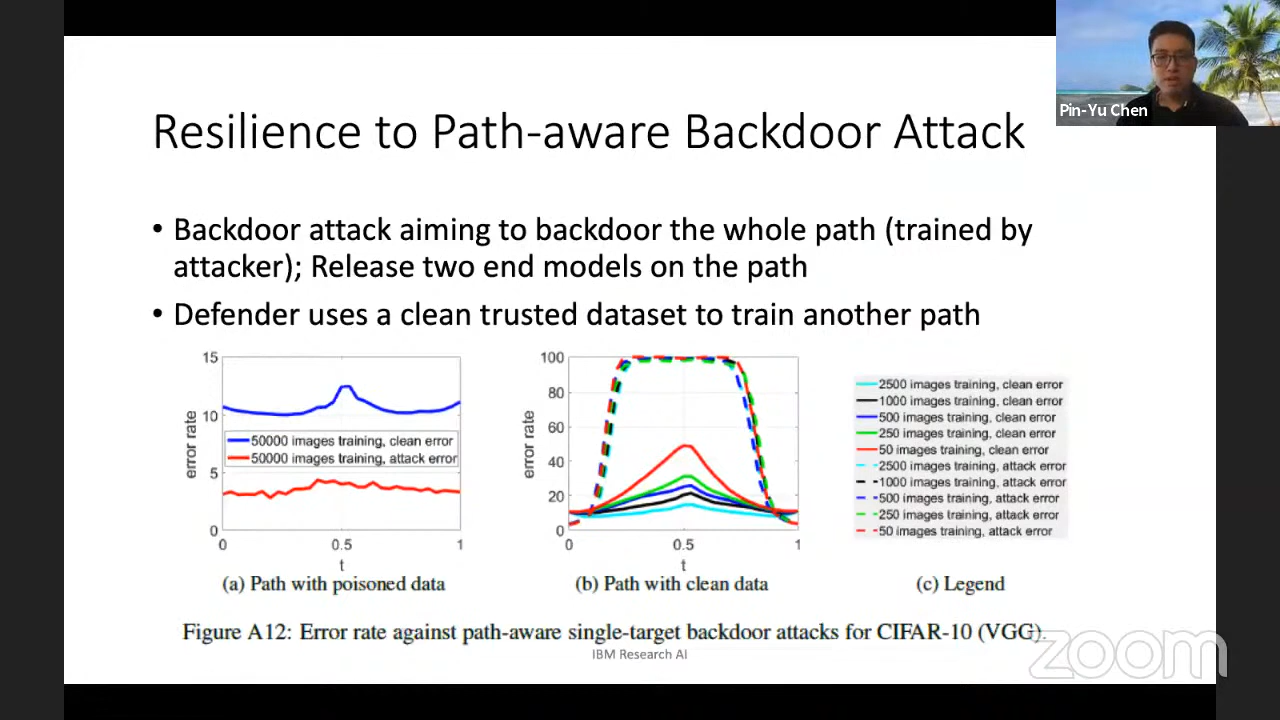 Pin-Yu Chen
Resilience to Path-aware Backdoor Attack
• Backdoor attack aiming to backdoor the whole path (trained by
attacker); Release two end models on the path
• Defender uses a clean trusted dataset to train another path
15
10
5
0
error rate
50000 images training, clean error
50000 images training, attack error
0
0.5
1
t
(a) Path with poisoned data
100
80
60
40
20
0
error rate
0
0.5
1
t
(b) Path with clean data
2500 images training, clean error
1000 images training, clean error
500 images training, clean error
250 images training, clean error
50 images training, clean error
2500 images training, attack error
1000 images training, attack error
500 images training, attack error
250 images training, attack error
50 images training, attack error
(c) Legend
Figure A12: Error rate against path-aware single-target backdoor attacks for CIFAR-10 (VGG).
IBM Research AI
zoom